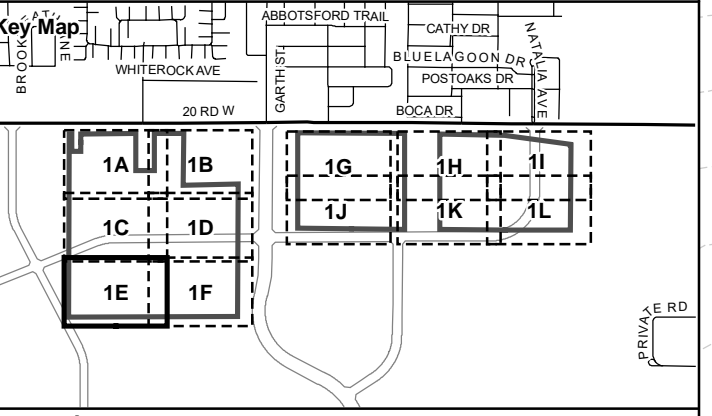 Key Map
ABBOTSFORD TRAIL
CATHY DR
NATALIA AVE
BLUELAGOON DR
POSTOAKS DR
WHITEROCK AVE
GARTH ST
20 RD W
BOCA DR
1A
1B
1G
1H
1I
1C
1D
1J
1K
1L
1E
1F
PRIVATE RD